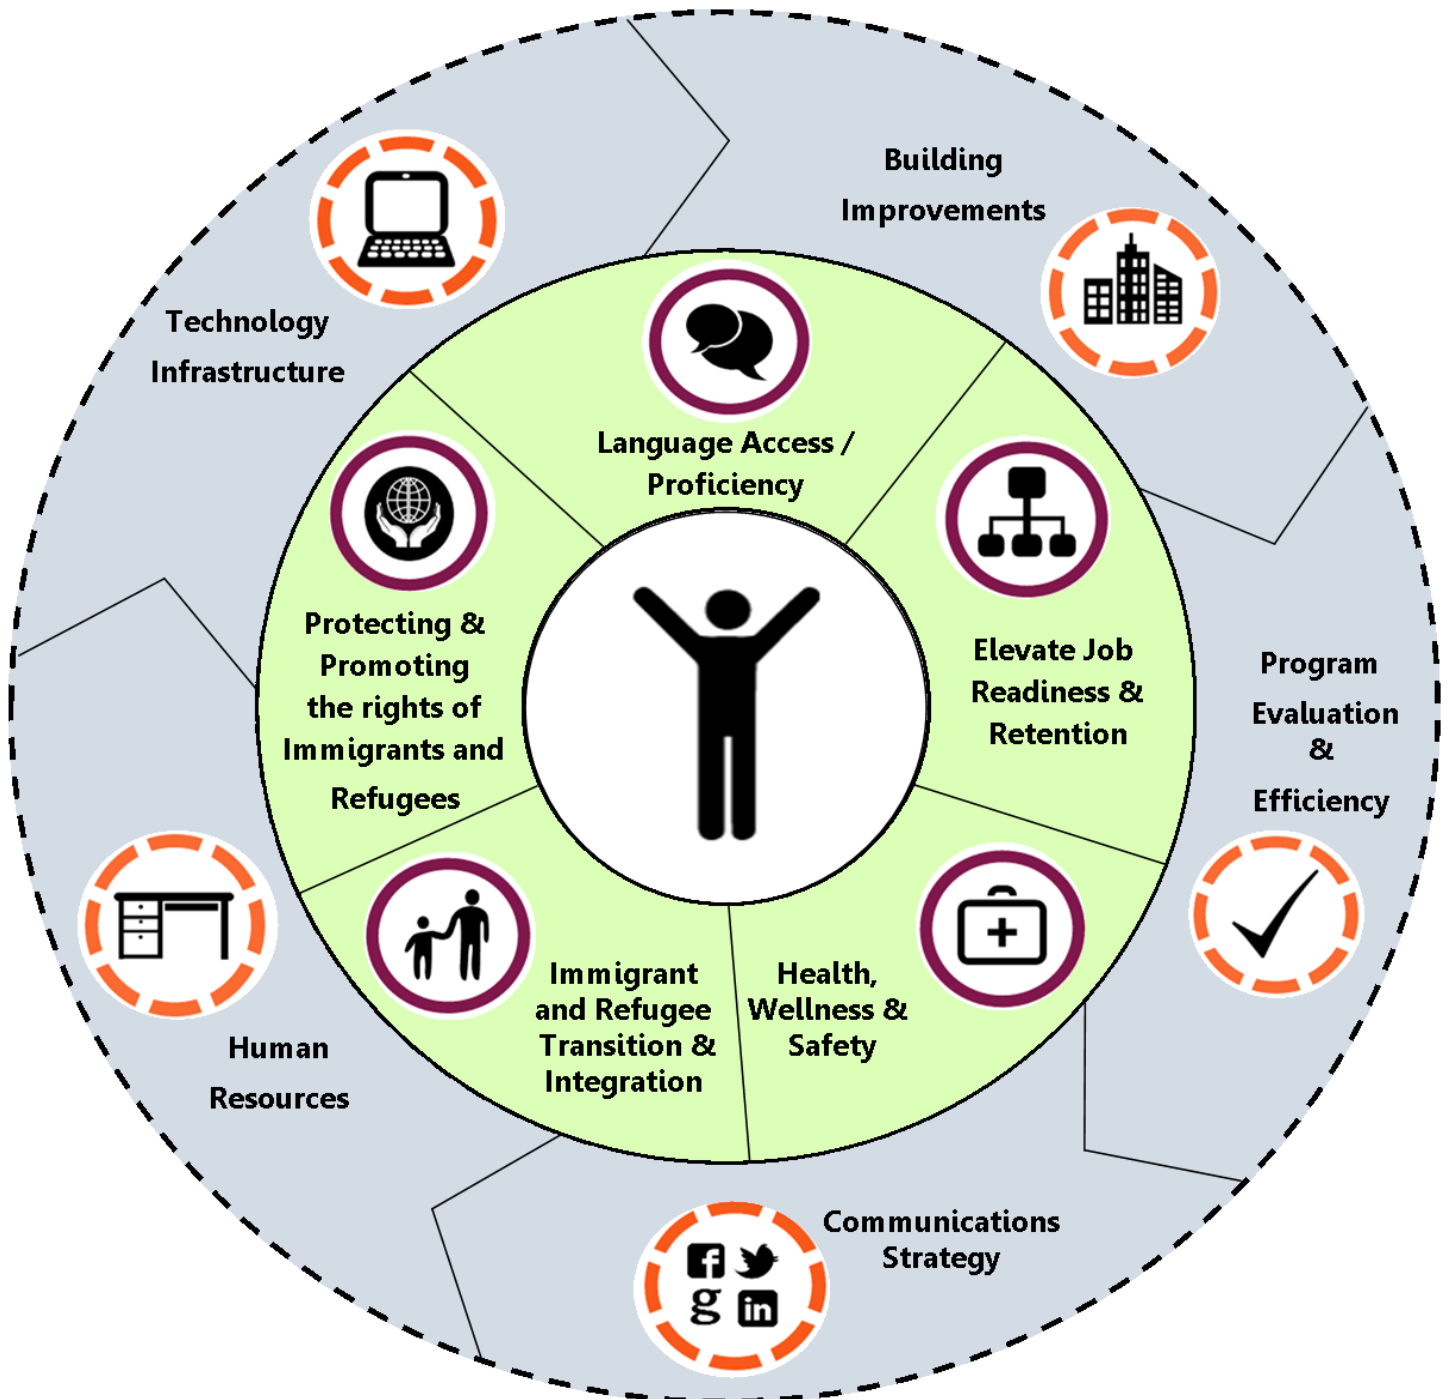 Building
Improvements
Technology
Infrastructure
Language Access /
Proficiency
Protecting &
Promoting
the rights of
Immigrants and
Refugees
Elevate Job
Readiness &
Retention
Program
Evaluation
&
Efficiency
Immigrant
and Refugee
Transition &
Integration
Health,
Wellness &
Safety
Human
Resources
Communications
Strategy
f
g
in